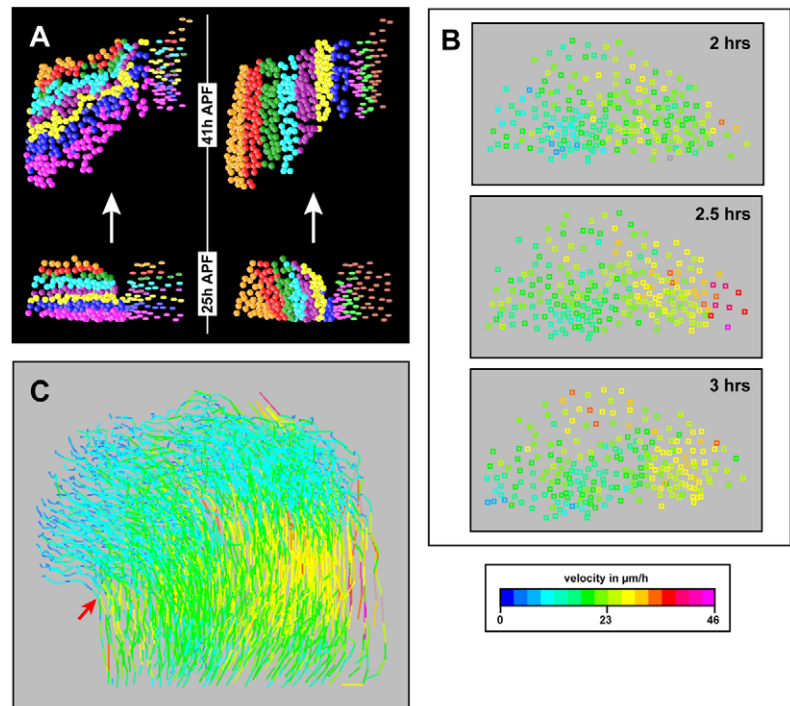 A
41h APF
25h APF
B
2 hrs
2.5 hrs
3 hrs
C
velocity in µm/h
0 23 46